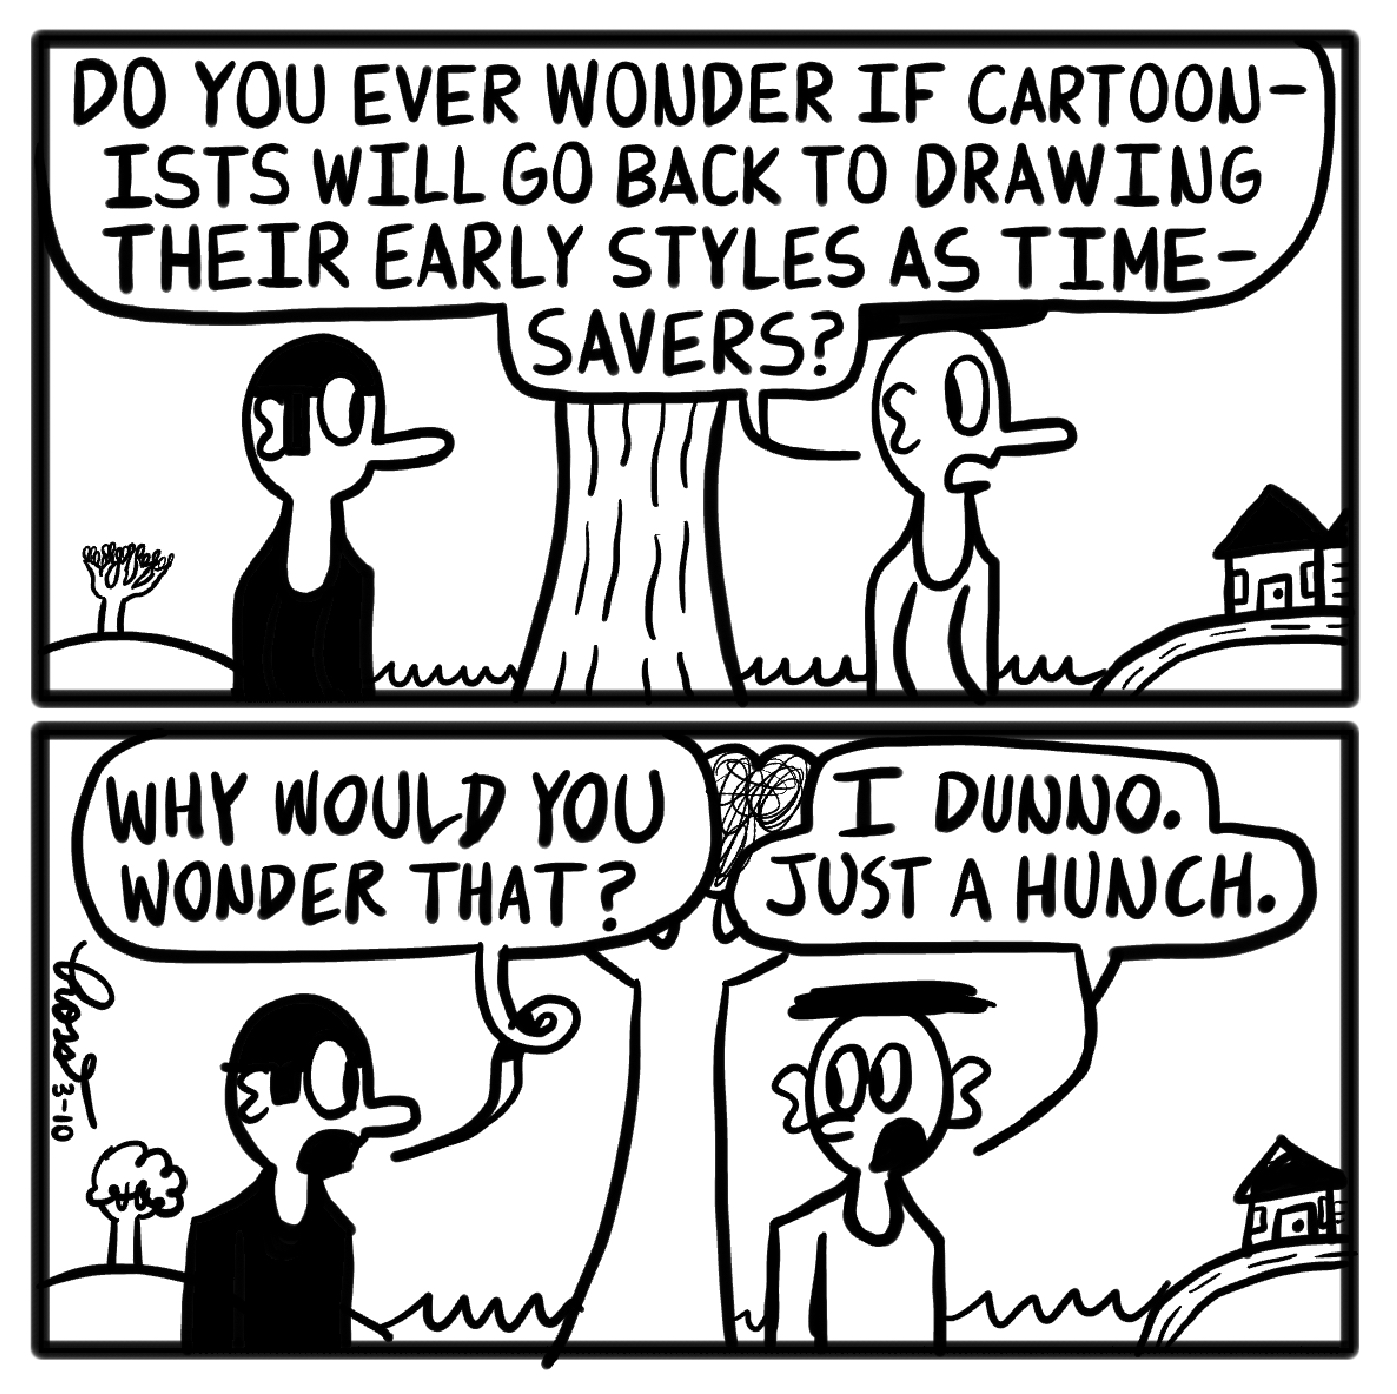 DO YOU EVER WONDER IF CARTOON-
ISTS WILL GO BACK TO DRAWING
THEIR EARLY STYLES AS TIME-
SAVERS?
WHY WOULD YOU
WONDER THAT?
I DUNNO.
JUST A HUNCH.
3-10